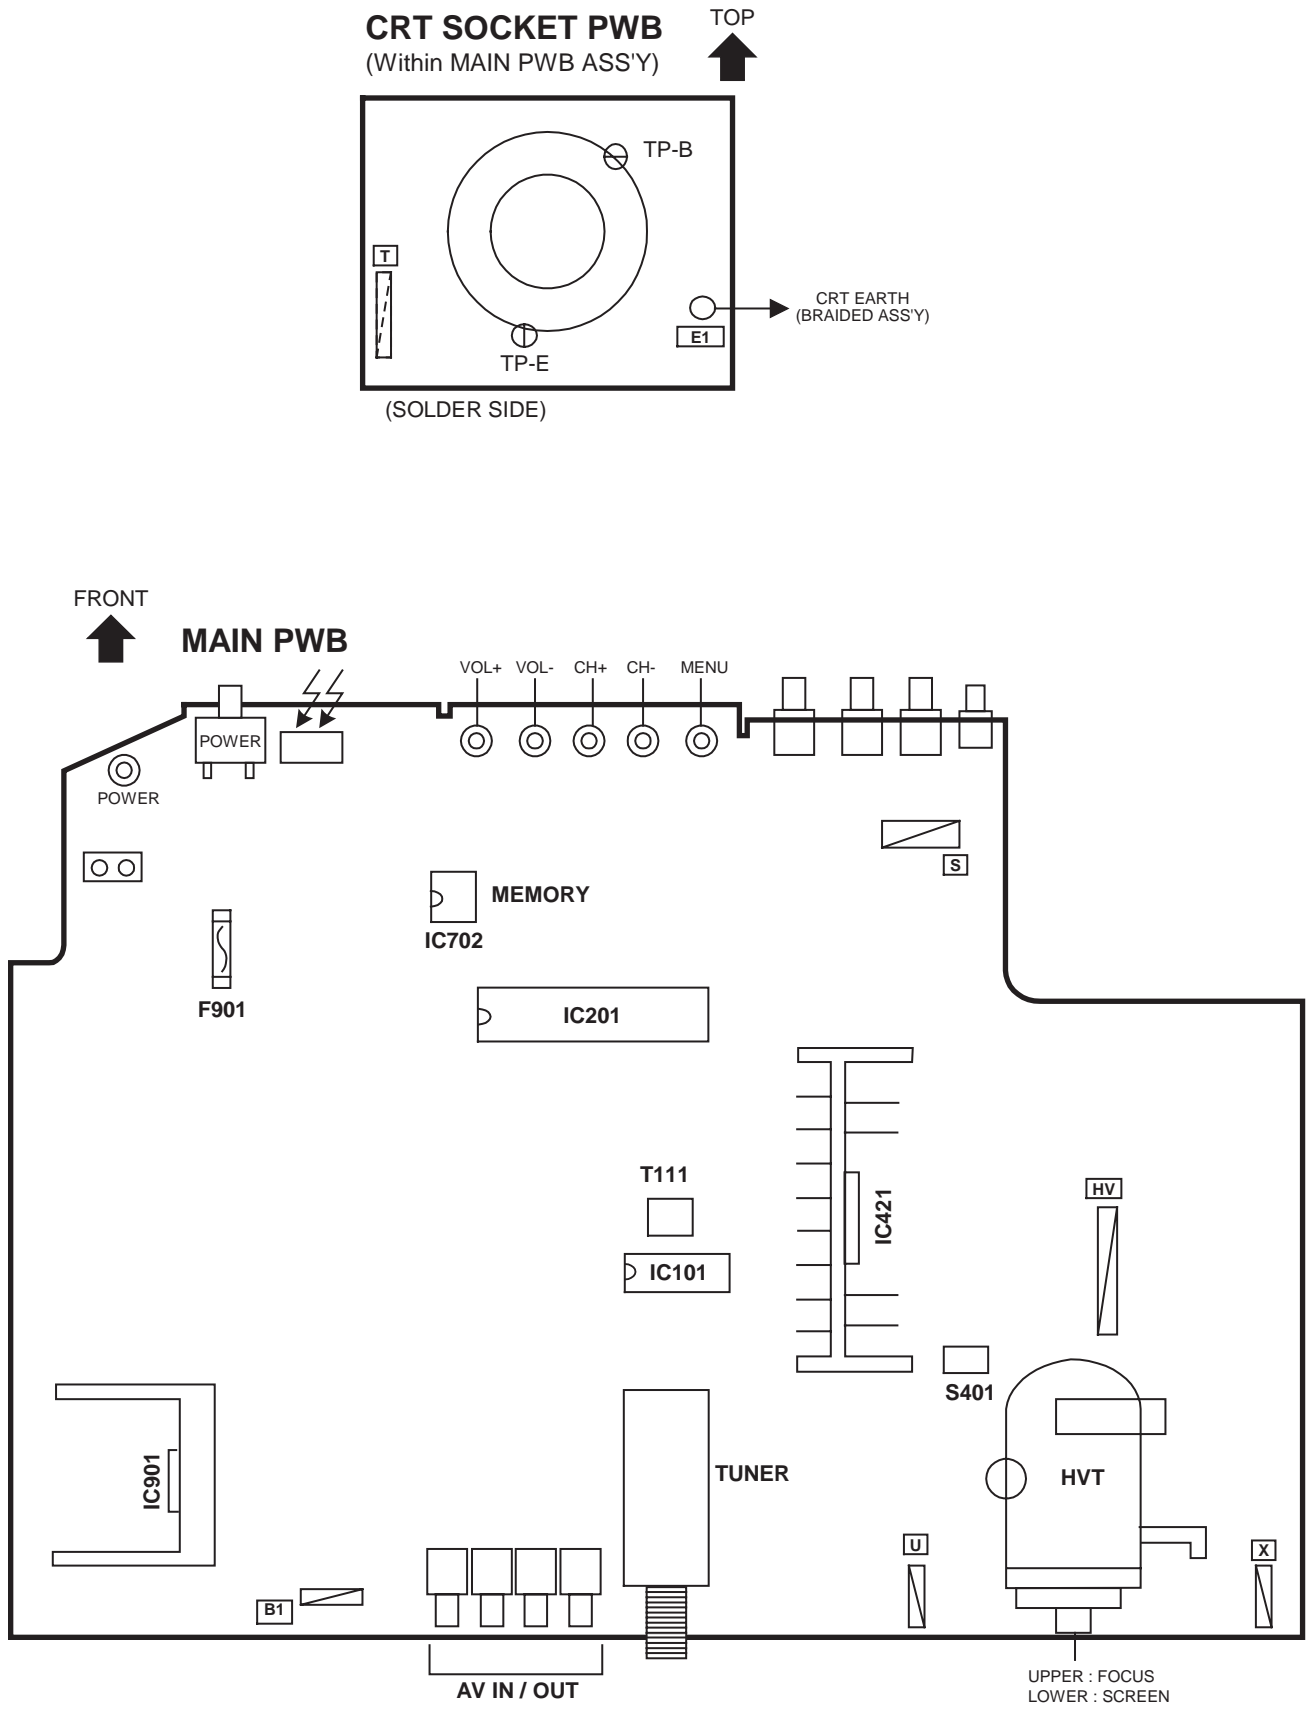 CRT SOCKET PWB
TOP
(Within MAIN PWB ASS'Y)
TP-B
T
CRT EARTH
(BRAIDED ASS'Y)
E1
TP-E
(SOLDER SIDE)
FRONT
MAIN PWB
VOL+
VOL-
CH+
CH-
MENU
POWER
POWER
S
MEMORY
IC702
F901
IC201
T111
HV
IC421
IC101
S401
IC901
TUNER
HVT
U
X
B1
AV IN / OUT
UPPER : FOCUS
LOWER : SCREEN